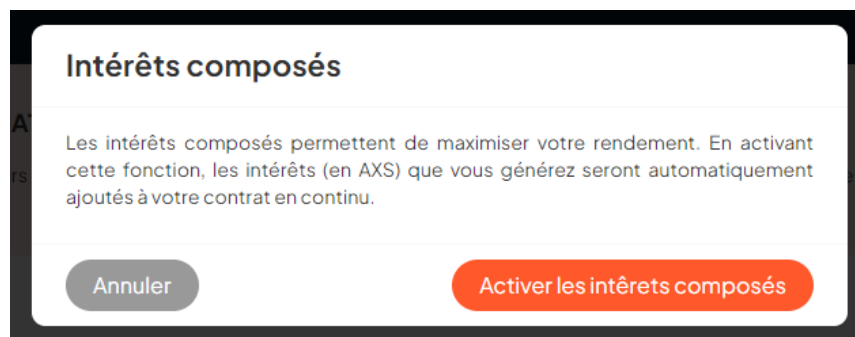 Intérêts composés
Les intérêts composés permettent de maximiser votre rendement. En activant
cette fonction, les intérêts (en AXS) que vous générez seront automatiquement
ajoutés à votre contrat en continu.
Annuler
Activer les intêrets composés